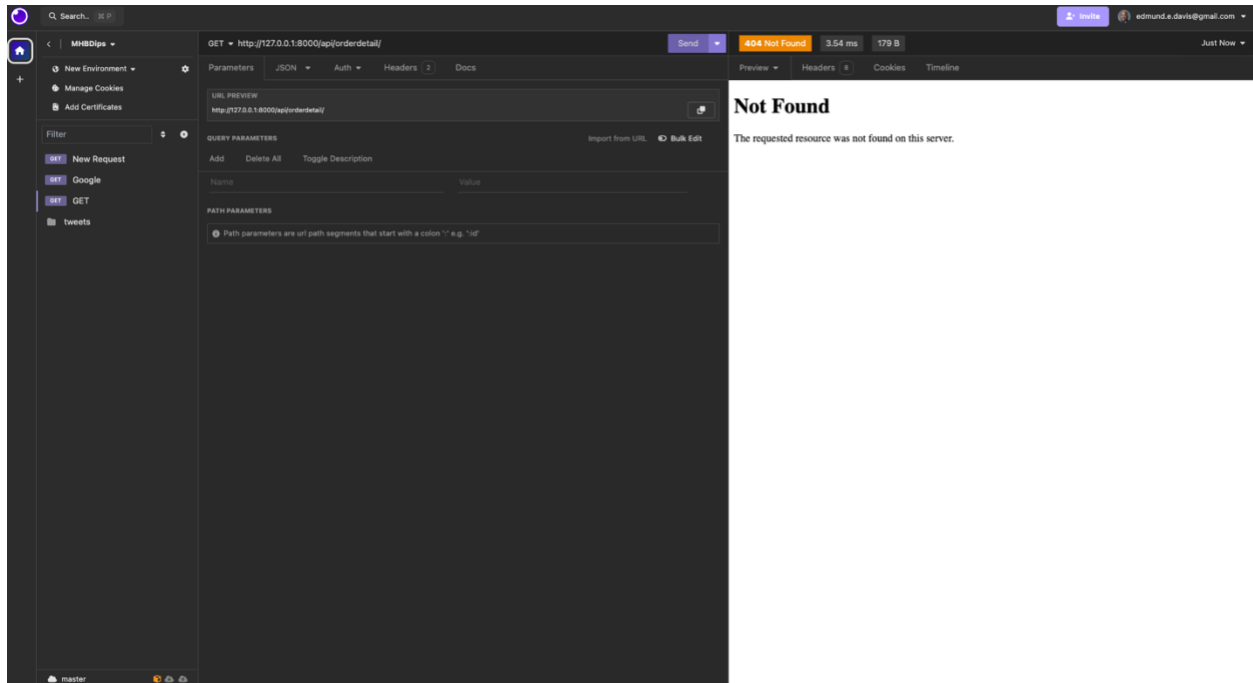 Search.. ⌘ P
Invite
edmund.e.davis@gmail.com
MHBDips
New Environment
Manage Cookies
Add Certificates
Filter
GET New Request
GET Google
GET GET
tweets
master
GET http://127.0.0.1:8000/api/orderdetail/
Send
Parameters JSON Auth Headers 2 Docs
URL PREVIEW
http://127.0.0.1:8000/api/orderdetail/
QUERY PARAMETERS Import from URL Bulk Edit
Add Delete All Toggle Description
Name Value
PATH PARAMETERS
Path parameters are url path segments that start with a colon ':' e.g. ':id'
404 Not Found 3.54 ms 179 B Just Now
Preview Headers 8 Cookies Timeline
Not Found
The requested resource was not found on this server.